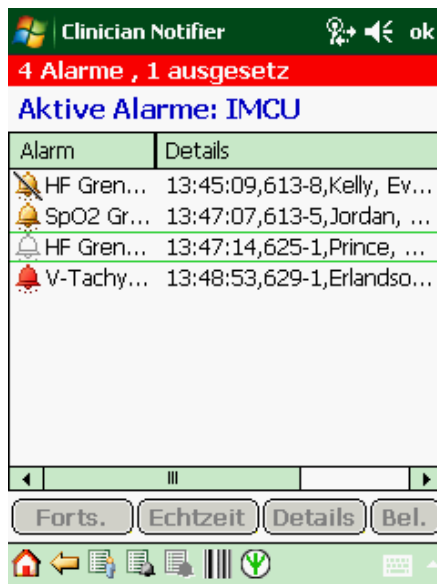 Clinician Notifier ok
4 Alarme , 1 ausgesetz
Aktive Alarme: IMCU
Alarm Details
HF Gren... 13:45:09,613-8,Kelly, Ev...
SpO2 Gr... 13:47:07,613-5,Jordan, ...
HF Gren... 13:47:14,625-1,Prince, ...
V-Tachy... 13:48:53,629-1,Erlandso...
Forts. Echtzeit Details Bel.